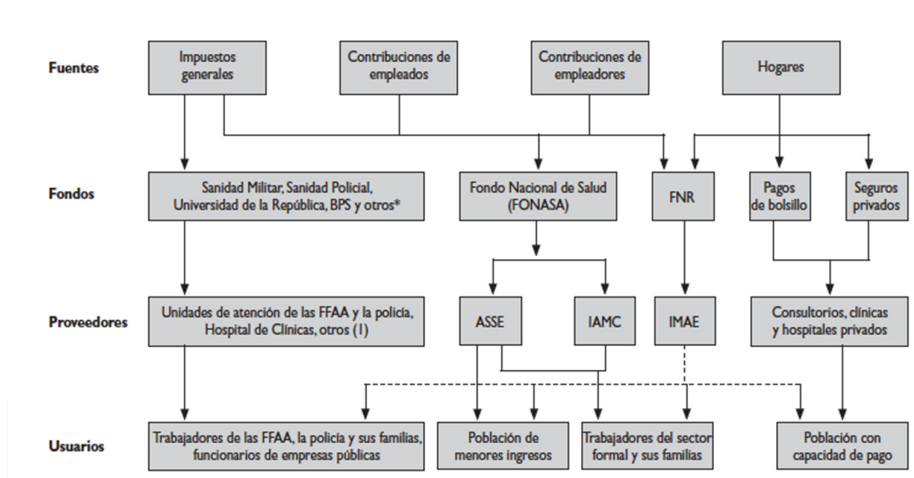 Fuentes
Impuestos
generales
Contribuciones de
empleados
Contribuciones de
empleadores
Hogares
Fondos
Sanidad Militar, Sanidad Policial,
Universidad de la República, BPS y otros*
Fondo Nacional de Salud
(FONASA)
FNR
Pagos
de bolsillo
Seguros
privados
Proveedores
Unidades de atención de las FFAA y la policía,
Hospital de Clínicas, otros (1)
ASSE
IAMC
IMAE
Consultorios, clínicas
y hospitales privados
Usuarios
Trabajadores de las FFAA, la policía y sus familias,
funcionarios de empresas públicas
Población de
menores ingresos
Trabajadores del sector
formal y sus familias
Población con
capacidad de pago